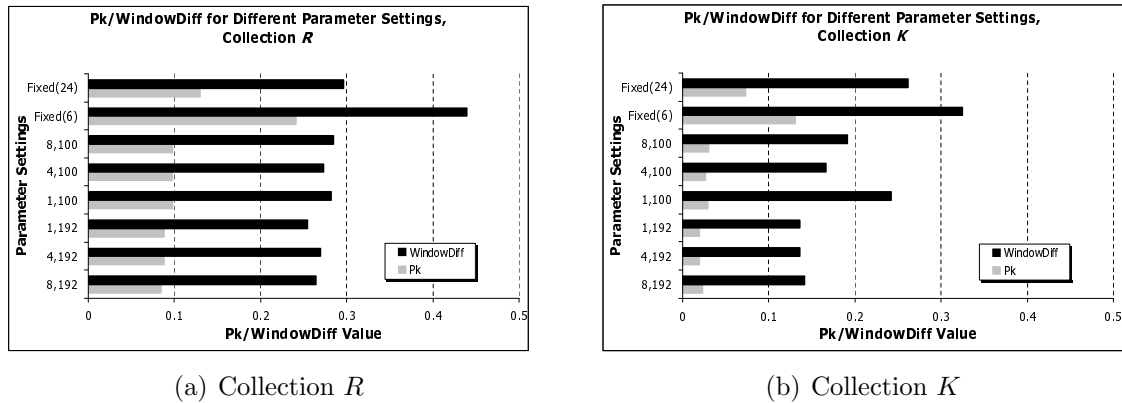 Pk/WindowDiff for Different Parameter Settings,
Collection R
Parameter Settings
Fixed(24)
Fixed(6)
8,100
4,100
1,100
1,192
4,192
8,192
WindowDiff
Pk
0 0.1 0.2 0.3 0.4 0.5
Pk/WindowDiff Value
(a) Collection R
Pk/WindowDiff for Different Parameter Settings,
Collection K
Parameter Settings
Fixed(24)
Fixed(6)
8,100
4,100
1,100
1,192
4,192
8,192
WindowDiff
Pk
0 0.1 0.2 0.3 0.4 0.5
Pk/WindowDiff Value
(b) Collection K